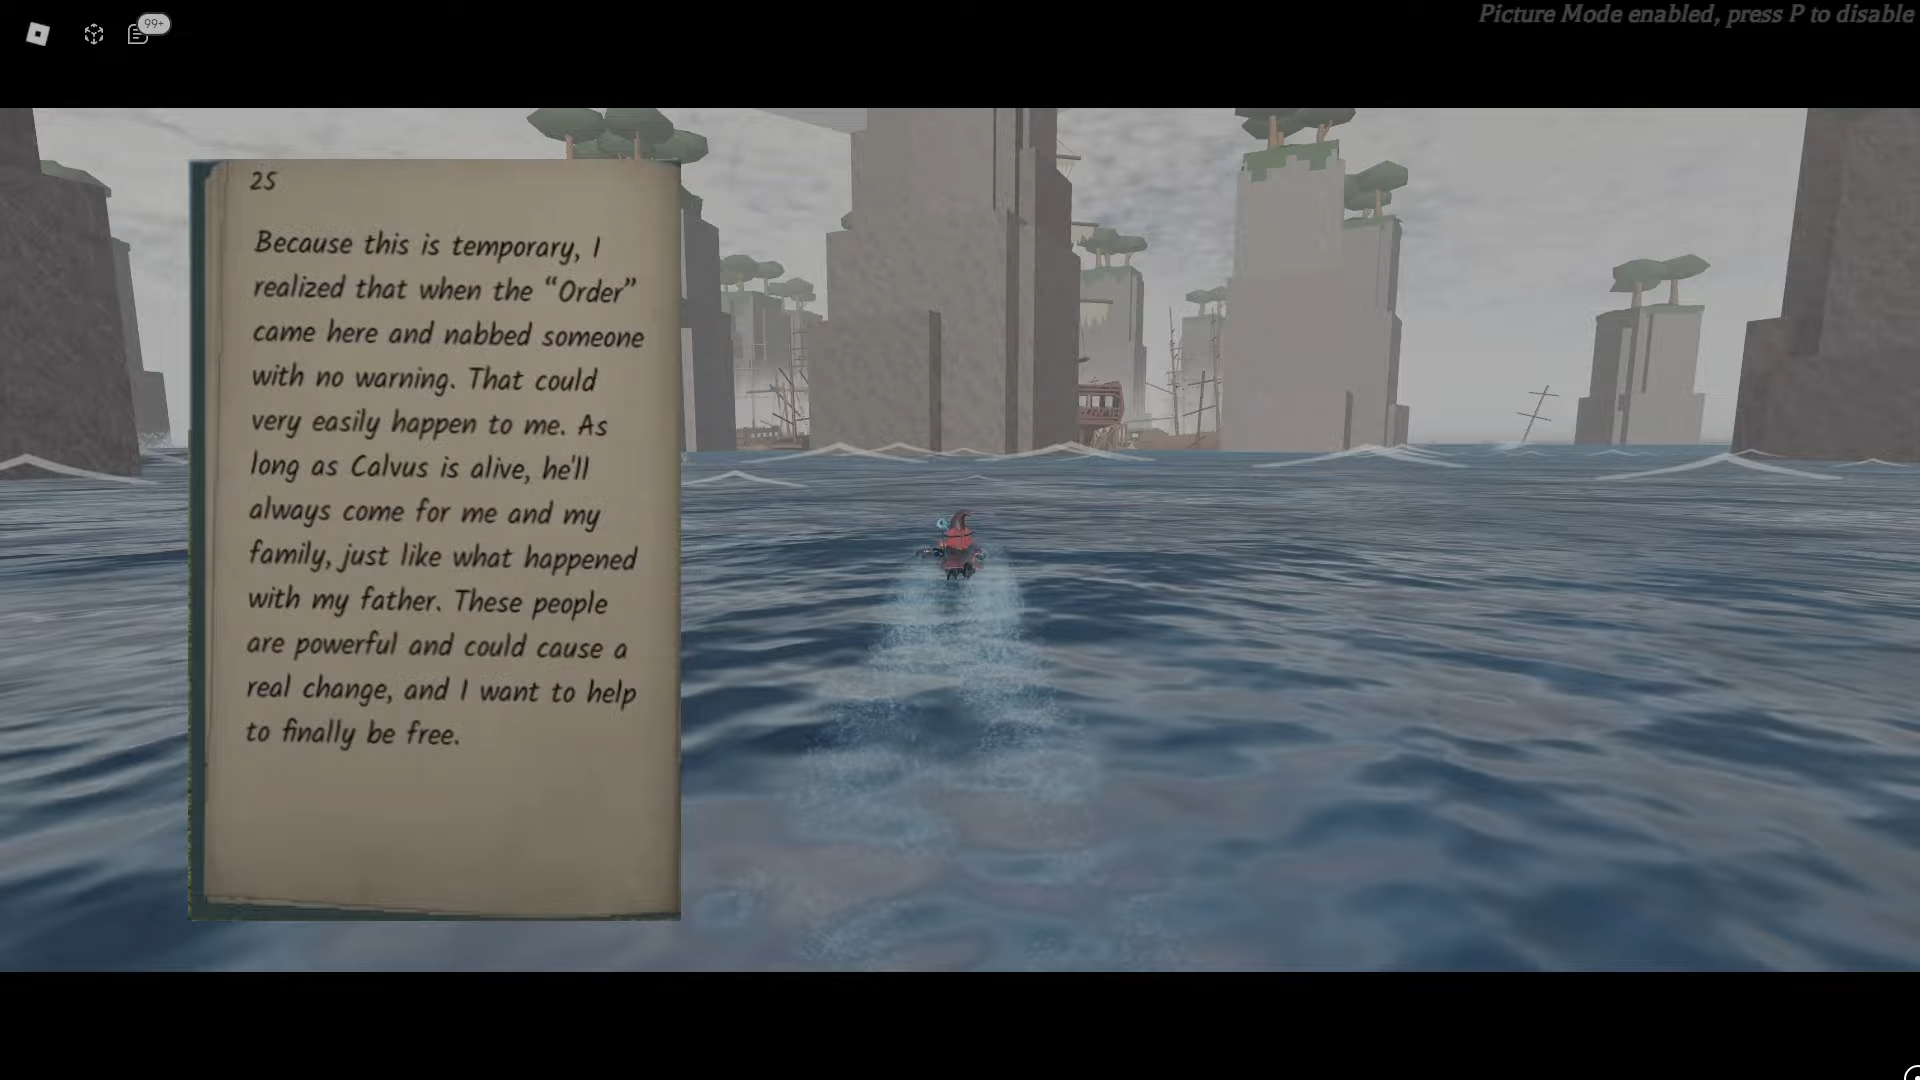 99+
Picture Mode enabled, press P to disable
25
Because this is temporary, I
realized that when the “Order”
came here and nabbed someone
with no warning. That could
very easily happen to me. As
long as Calvus is alive, he'll
always come for me and my
family, just like what happened
with my father. These people
are powerful and could cause a
real change, and I want to help
to finally be free.